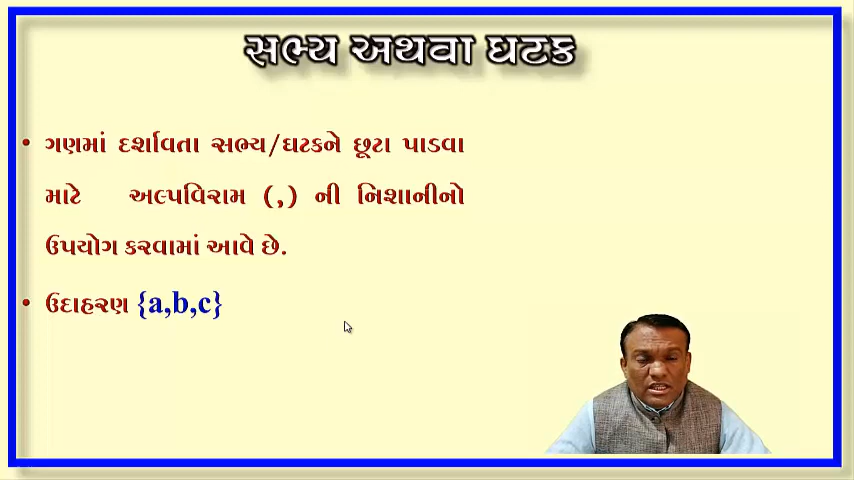 સભ્ય અથવા ઘટક
• ગણમાં દર્શાવતા સભ્ય/ઘટકને છૂટા પાડવા
માટે અલ્પવિરામ (,) ની નિશાનીનો
ઉપયોગ કરવામાં આવે છે.
• ઉદાહરણ {a,b,c}